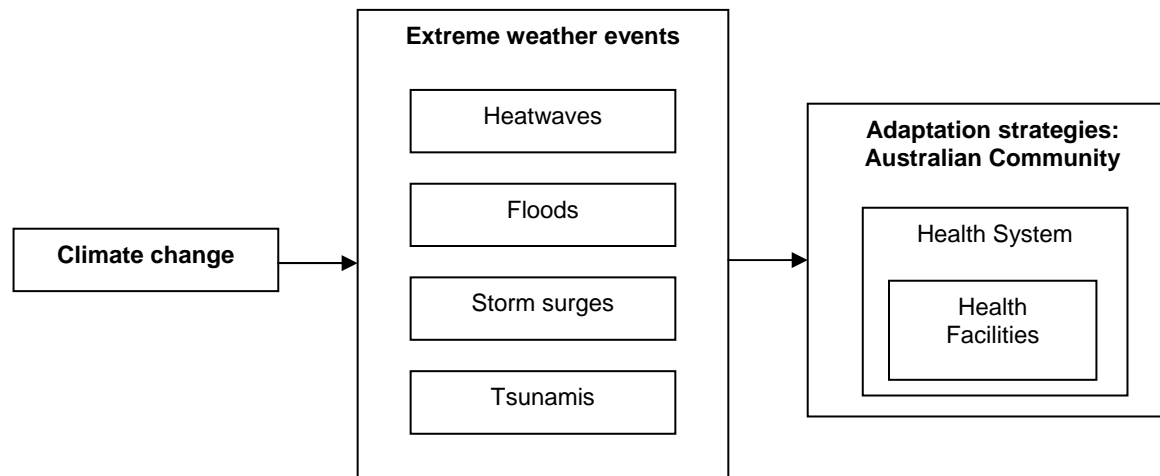 Climate change
Extreme weather events
Heatwaves
Floods
Storm surges
Tsunamis
Adaptation strategies:
Australian Community
Health System
Health
Facilities